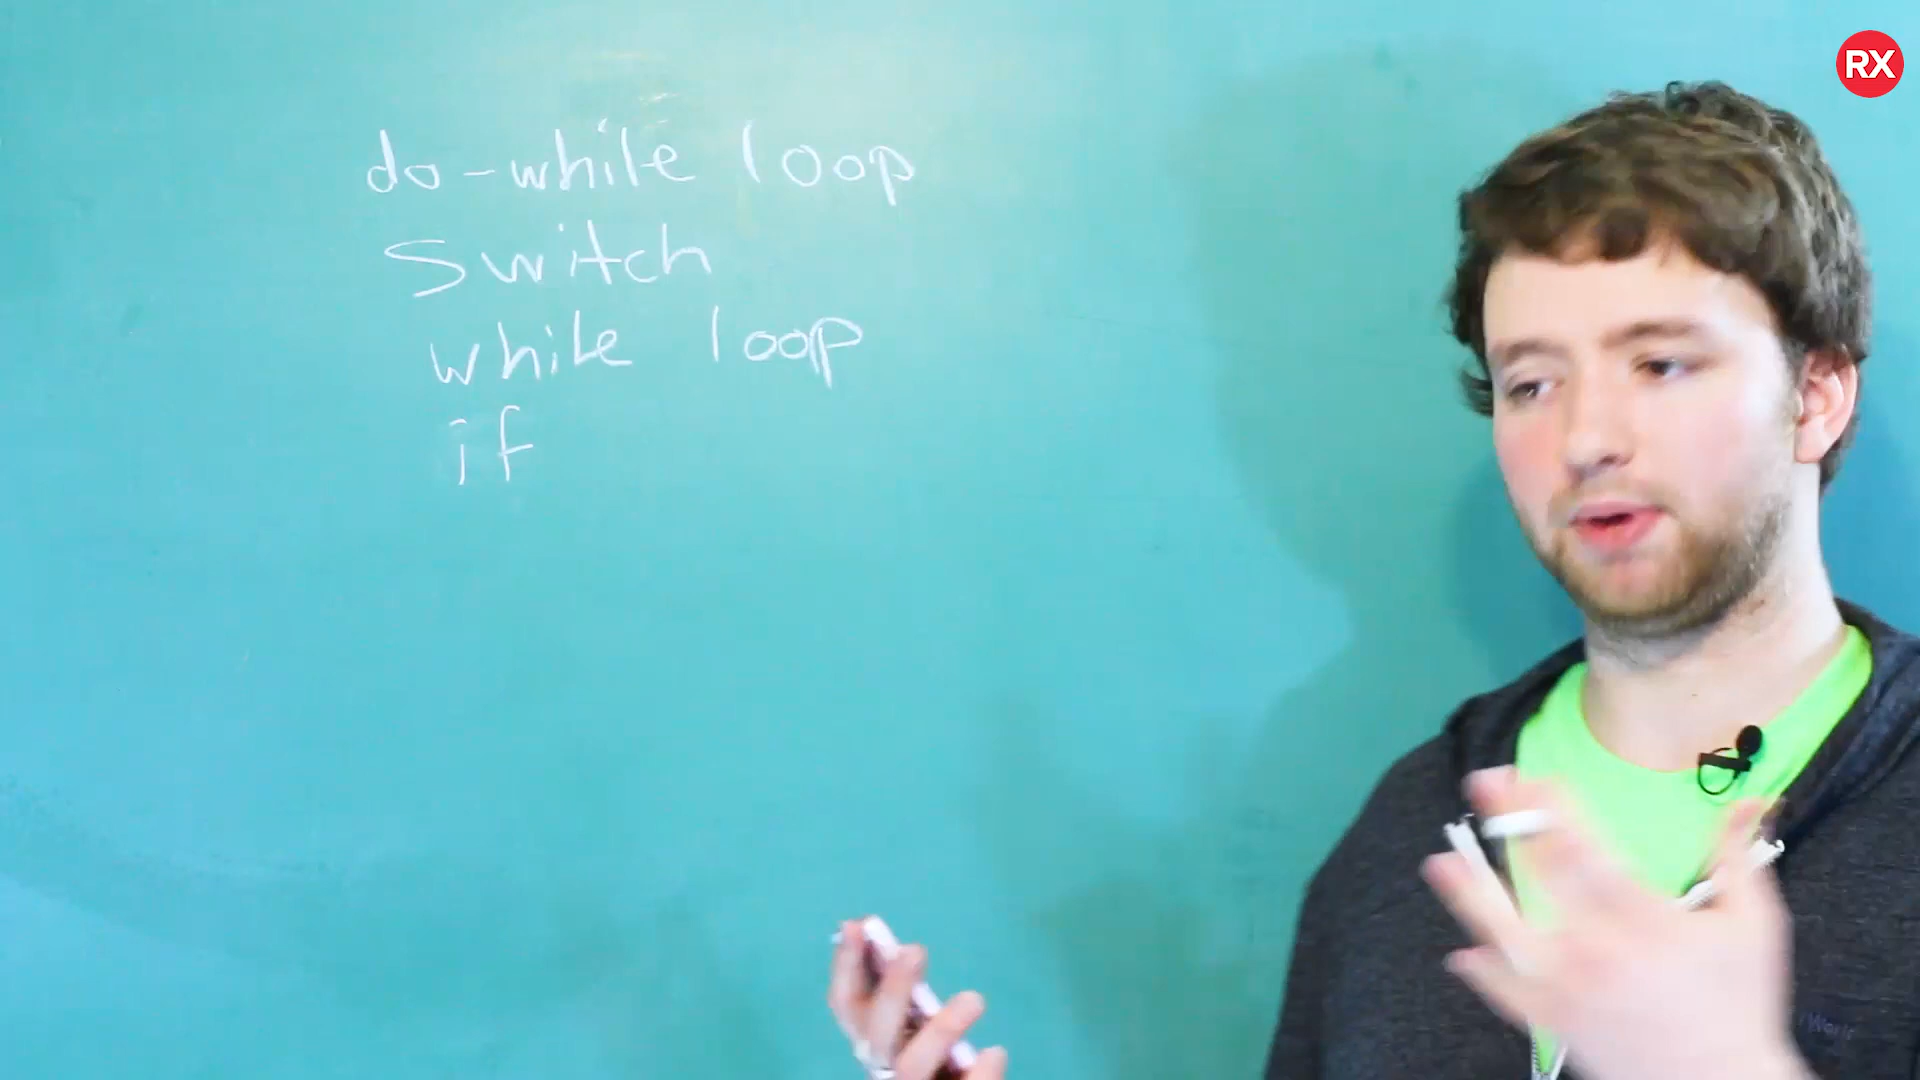 RX
do-while loop
switch
while loop
if